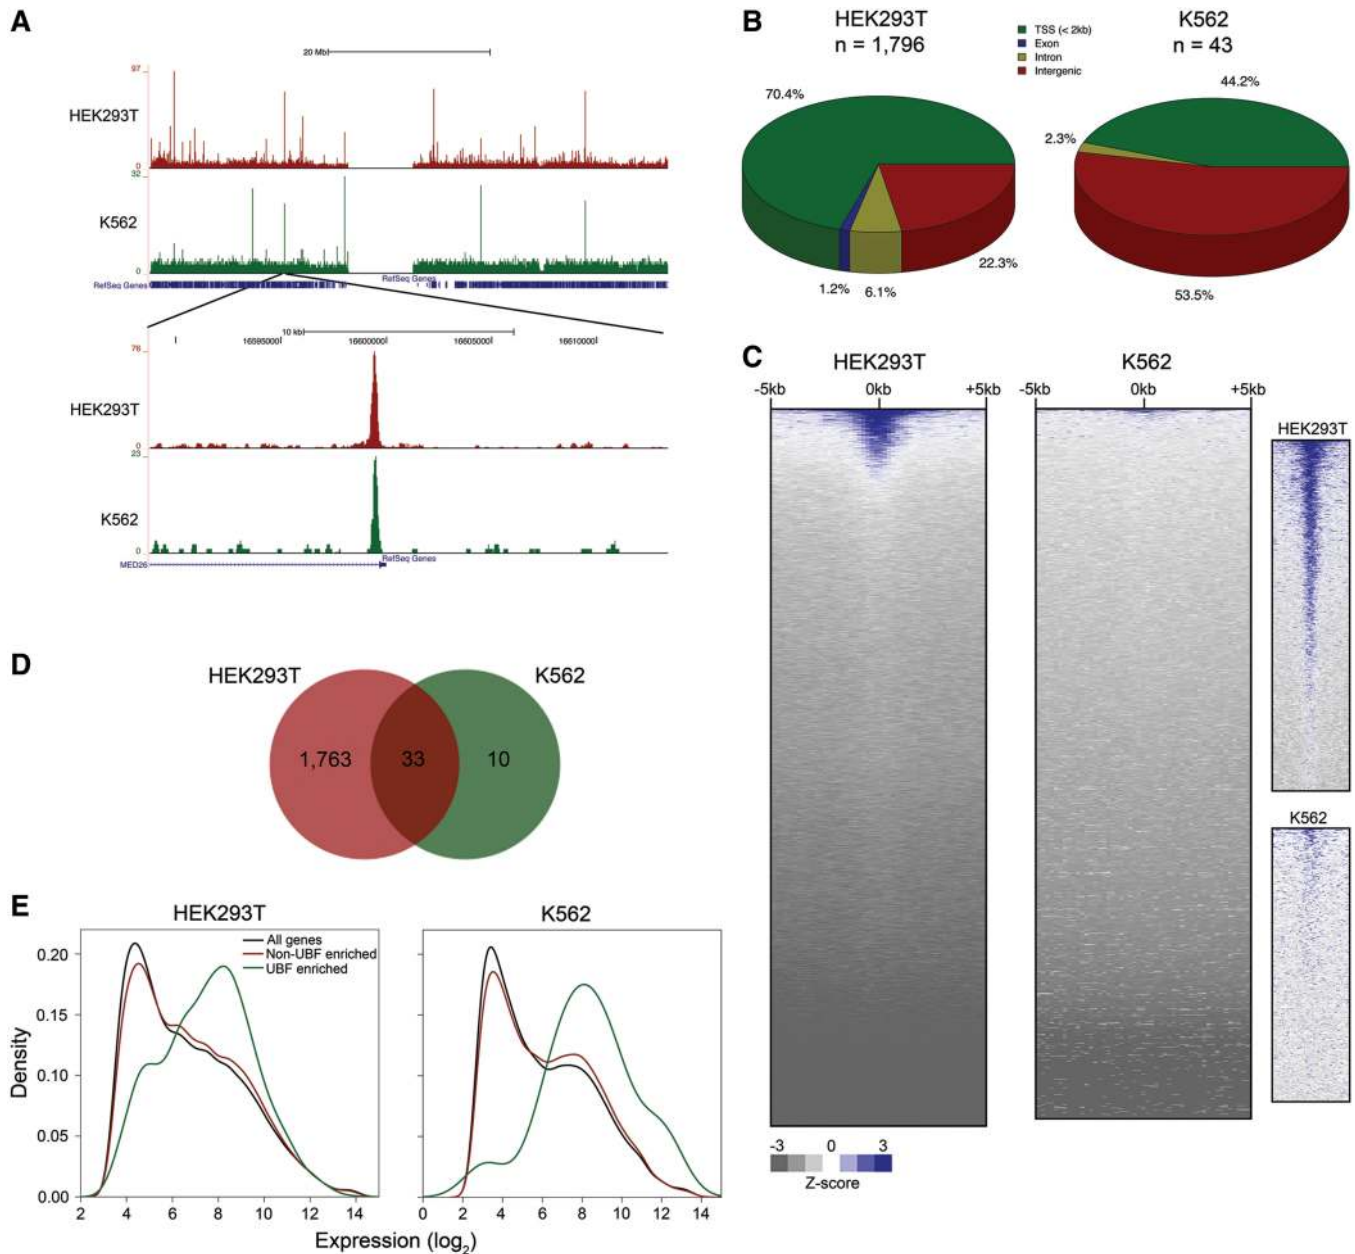 A
20 Mb
97
HEK293T
0
32
K562
0
RefSeq Genes
RefSeq Genes
10 kb
16595000
16600000
16605000
16610000
76
HEK293T
0
23
K562
0
RefSeq Genes
MED26
B
HEK293T
n = 1,796
TSS (< 2kb)
Exon
Intron
Intergenic
K562
n = 43
70.4%
1.2%
6.1%
22.3%
44.2%
2.3%
53.5%
C
HEK293T
-5kb 0kb +5kb
K562
-5kb 0kb +5kb
HEK293T
K562
-3 0 3
Z-score
D
HEK293T
K562
1,763
33
10
E
HEK293T
K562
All genes
Non-UBF enriched
UBF enriched
0.20
0.15
0.10
0.05
0.00
Density
2 4 6 8 10 12 14
0 2 4 6 8 10 12 14
Expression (log2)